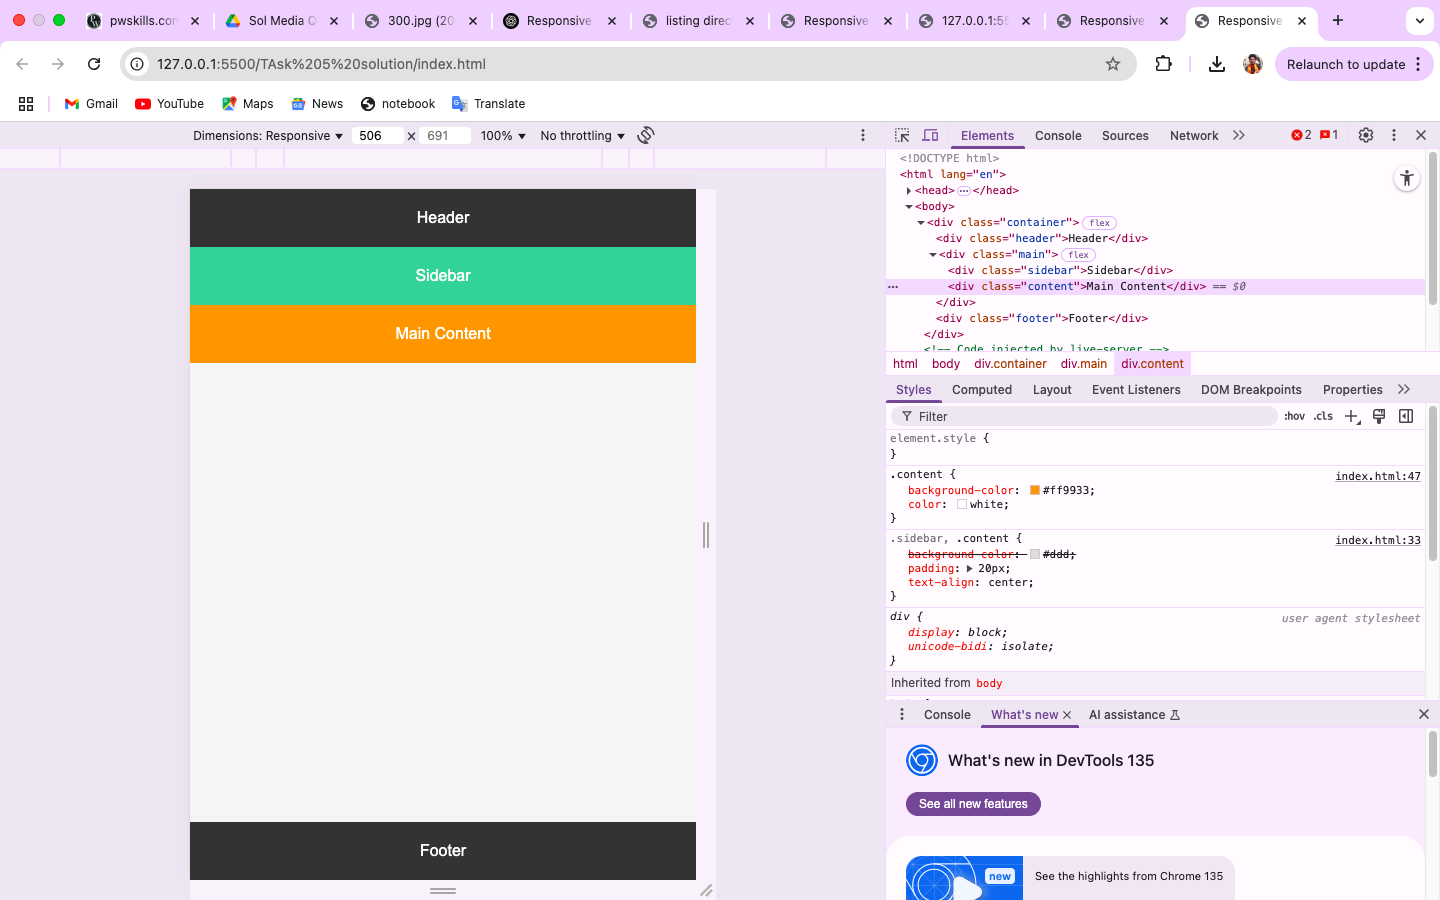 pwskills.con
Sol Media Q
300.jpg (20
Responsive
listing direc
Responsive
127.0.0.1:55
Responsive
Responsive
127.0.0.1:5500/TAsk%205%20solution/index.html
Relaunch to update
Gmail
YouTube
Maps
News
notebook
Translate
Dimensions: Responsive
506
x
691
100%
No throttling
Elements
Console
Sources
Network
2
1
<!DOCTYPE html>
<html lang="en">
<head> </head>
<body>
<div class="container"> flex
<div class="header">Header</div>
<div class="main"> flex
<div class="sidebar">Sidebar</div>
<div class="content">Main Content</div> == $0
</div>
<div class="footer">Footer</div>
</div>
<!-- Code injected by live-server -->
html
body
div.container
div.main
div.content
Styles
Computed
Layout
Event Listeners
DOM Breakpoints
Properties
Filter
:hov
.cls
element.style {
}
.content {
index.html:47
background-color: #ff9933;
color: white;
}
.sidebar, .content {
index.html:33
background-color: #ddd;
padding: 20px;
text-align: center;
}
div {
user agent stylesheet
display: block;
unicode-bidi: isolate;
}
Inherited from body
Console
What's new
AI assistance
What's new in DevTools 135
See all new features
new
See the highlights from Chrome 135
Header
Sidebar
Main Content
Footer